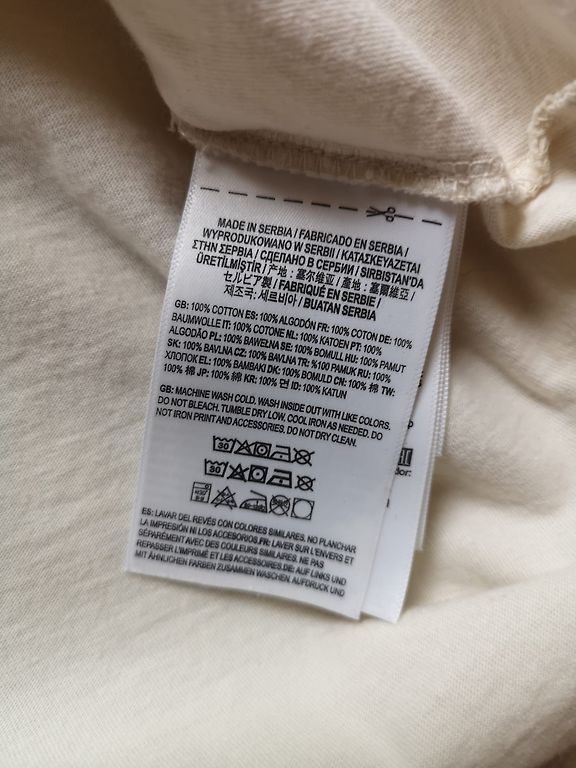 MADE IN SERBIA / FABRICADO EN SERBIA /
WYPRODUKOWANO W SERBII / ΚΑΤΑΣΚΕΥΑΖΕΤΑΙ
ΣΤΗΝ ΣΕΡΒΙΑ / СДЕЛАНО В СЕРБИИ / SIRBISTAN'DA
ÜRETİLMİŞTİR / 产地：塞尔维亚 / 產地：塞爾維亞 /
セルビア製 / FABRIQUÉ EN SERBIE /
제조국: 세르비아 / BUATAN SERBIA
GB: 100% COTTON ES: 100% ALGODÓN FR: 100% COTON DE: 100%
BAUMWOLLE IT: 100% COTONE NL: 100% KATOEN PT: 100%
ALGODÃO PL: 100% BAWEŁNA SE: 100% BOMULL HU: 100% PAMUT
SK: 100% BAVLNA CZ: 100% BAVLNA TR: %100 PAMUK RU: 100%
ХЛОПОК EL: 100% ΒΑΜΒΑΚΙ DK: 100% BOMULD CN: 100% 棉 TW:
100% 棉 JP: 100% 綿 KR: 100% 면 ID: 100% KATUN
GB: MACHINE WASH COLD, WASH INSIDE OUT WITH LIKE COLORS.
DO NOT BLEACH. TUMBLE DRY LOW, COOL IRON AS NEEDED. DO
NOT IRON PRINT AND ACCESSORIES. DO NOT DRY CLEAN.
30
30
ES: LAVAR DEL REVÉS CON COLORES SIMILARES. NO PLANCHAR
LA IMPRESIÓN NI LOS ACCESORIOS.FR: LAVER SUR L'ENVERS ET
SÉPARÉMENT AVEC DES COULEURS SIMILAIRES. NE PAS
REPASSER L'IMPRIMÉ ET LES ACCESSOIRES.DE: AUF LINKS UND
MIT ÄHNLICHEN FARBEN ZUSAMMEN WASCHEN. AUFDRUCK UND